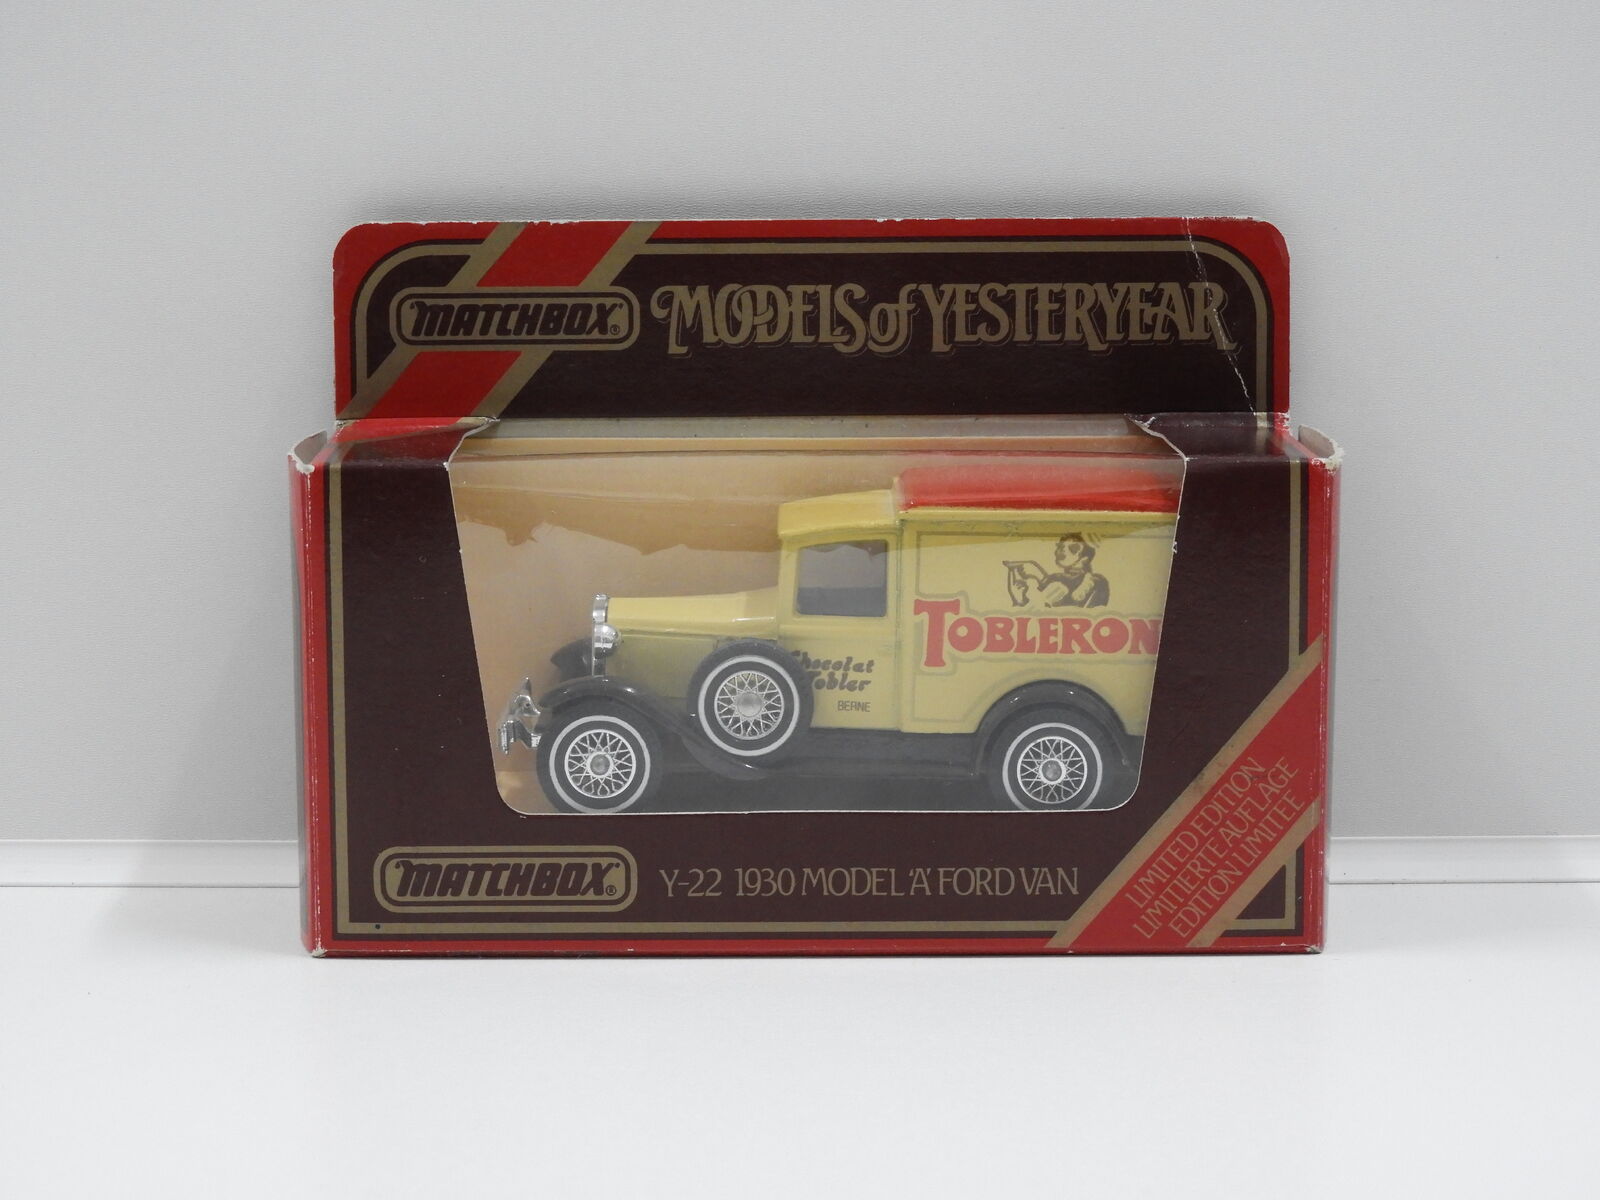 MATCHBOX®
MODELS of YESTERYEAR
TOBLERON
Chocolat
Tobler
BERNE
MATCHBOX®
Y-22 1930 MODEL 'A' FORD VAN
LIMITED EDITION
LIMITIERTE AUFLAGE
EDITION LIMITEE